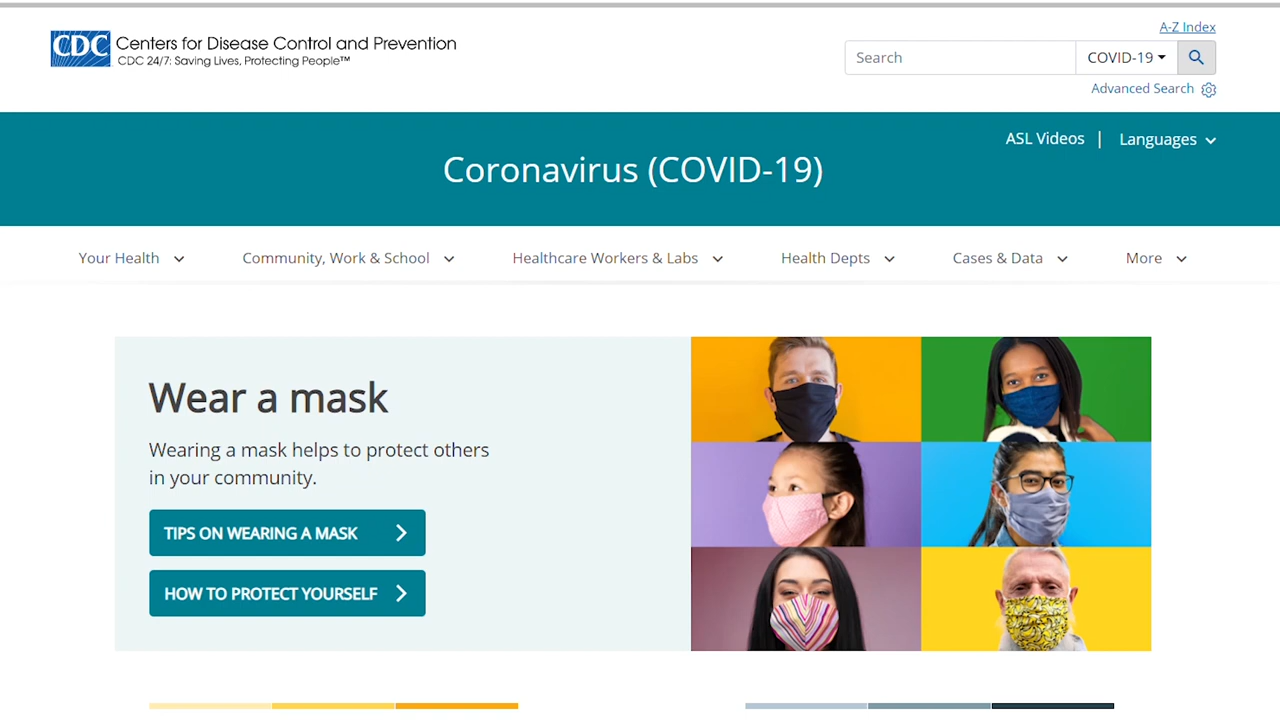 A-Z Index
CDC Centers for Disease Control and Prevention
CDC 24/7: Saving Lives, Protecting People™
Search COVID-19
Advanced Search
ASL Videos | Languages
Coronavirus (COVID-19)
Your Health Community, Work & School Healthcare Workers & Labs Health Depts Cases & Data More
Wear a mask
Wearing a mask helps to protect others
in your community.
TIPS ON WEARING A MASK
HOW TO PROTECT YOURSELF